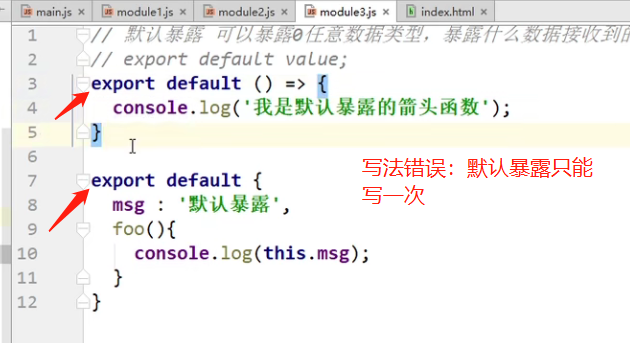 main.js × module1.js × module2.js × module3.js × index.html ×
1 // 默认暴露 可以暴露0任意数据类型，暴露什么数据接收到的
2 // export default value;
3 export default () => {
4 console.log('我是默认暴露的箭头函数');
5 }
6
7 export default {
8 msg : '默认暴露',
9 foo(){
10 console.log(this.msg);
11 }
12 }
写法错误：默认暴露只能
写一次